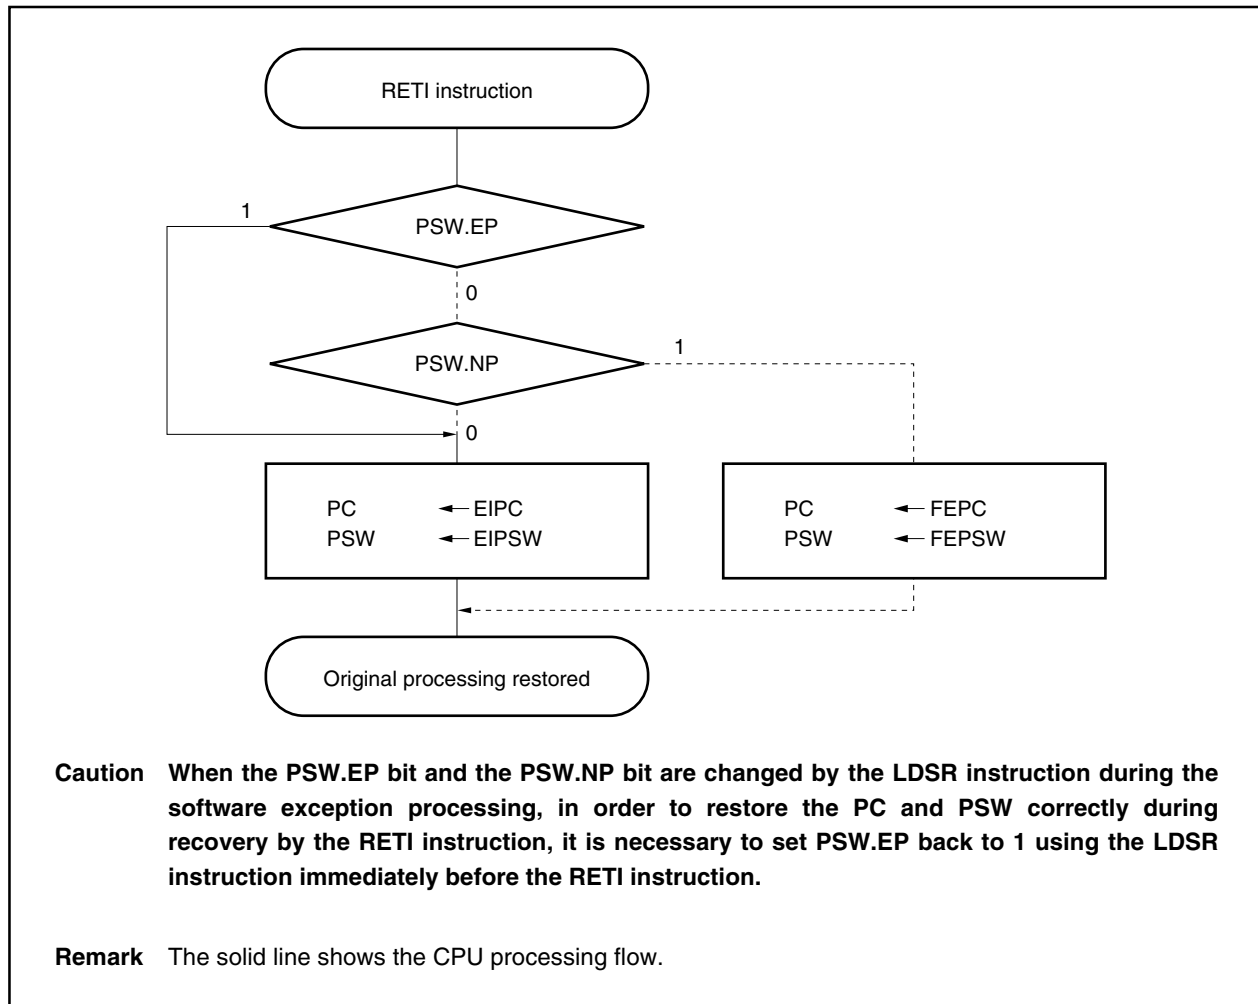 RETI instruction
1
PSW.EP
0
1
PSW.NP
0
PC ← EIPC
PSW ← EIPSW
PC ← FEPC
PSW ← FEPSW
Original processing restored
Caution When the PSW.EP bit and the PSW.NP bit are changed by the LDSR instruction during the
software exception processing, in order to restore the PC and PSW correctly during
recovery by the RETI instruction, it is necessary to set PSW.EP back to 1 using the LDSR
instruction immediately before the RETI instruction.
Remark The solid line shows the CPU processing flow.